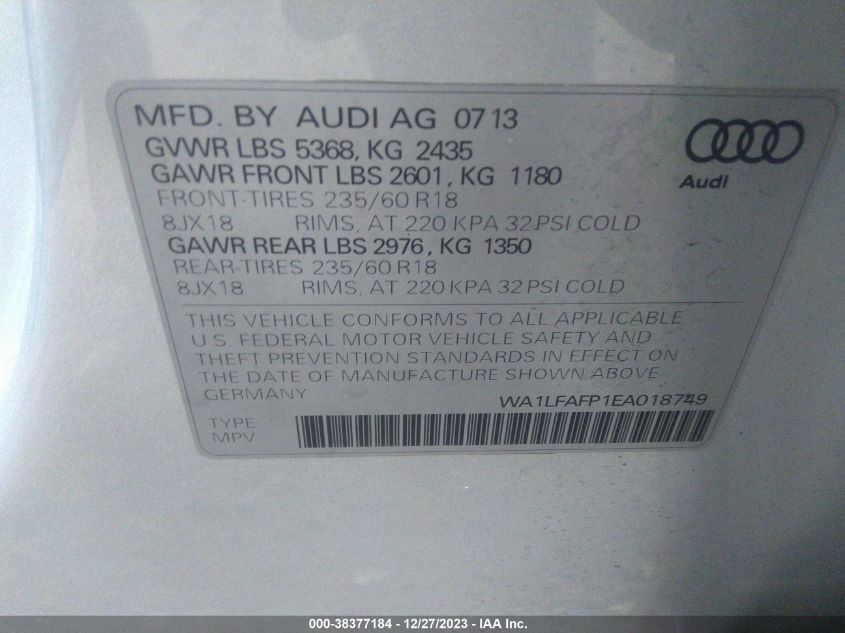 MFD. BY AUDI AG 07 13
GVWR LBS 5368, KG 2435
GAWR FRONT LBS 2601, KG 1180
FRONT-TIRES 235/60 R18
8JX18 RIMS, AT 220 KPA 32PSI COLD
GAWR REAR LBS 2976, KG 1350
REAR-TIRES 235/60 R18
8JX18 RIMS, AT 220 KPA 32 PSI COLD
Audi
THIS VEHICLE CONFORMS TO ALL APPLICABLE
U.S. FEDERAL MOTOR VEHICLE SAFETY AND
THEFT PREVENTION STANDARDS IN EFFECT ON
THE DATE OF MANUFACTURE SHOWN ABOVE
GERMANY
WA1LFAFP1EA018749
TYPE
MPV
000-38377184 - 12/27/2023 - IAA Inc.